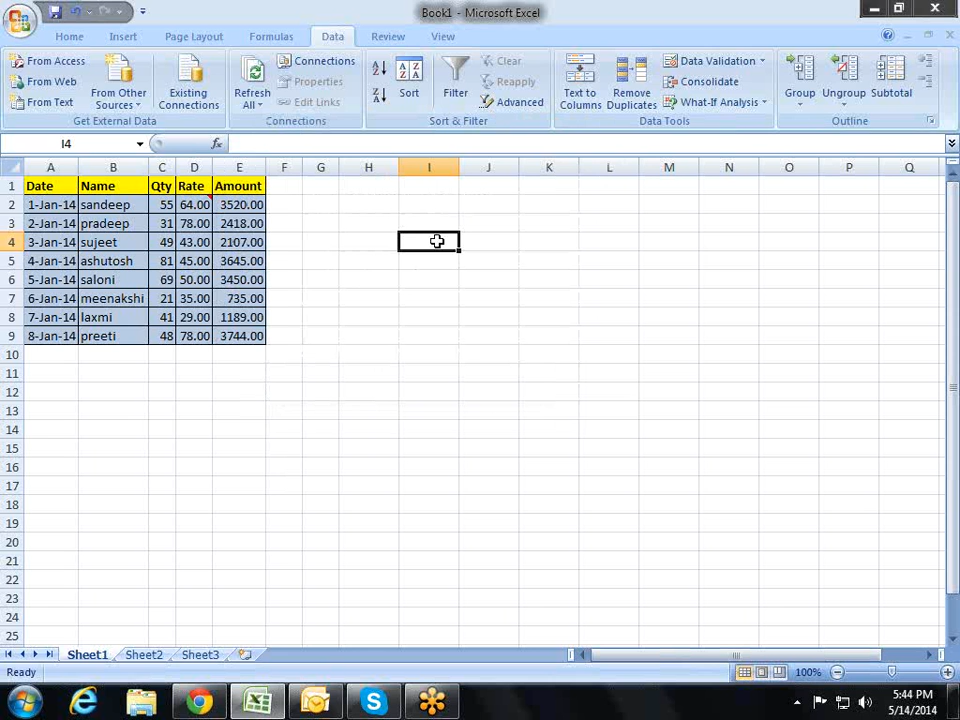 Book1 - Microsoft Excel
Home Insert Page Layout Formulas Data Review View
From Access
From Web
From Text
From Other Sources
Existing Connections
Get External Data
Refresh All
Connections
Properties
Edit Links
Connections
Sort
Filter
Clear
Reapply
Advanced
Sort & Filter
Text to Columns
Remove Duplicates
Data Validation
Consolidate
What-If Analysis
Data Tools
Group
Ungroup
Subtotal
Outline
I4 fx
A B C D E F G H I J K L M N O P Q
1 Date Name Qty Rate Amount
2 1-Jan-14 sandeep 55 64.00 3520.00
3 2-Jan-14 pradeep 31 78.00 2418.00
4 3-Jan-14 sujeet 49 43.00 2107.00
5 4-Jan-14 ashutosh 81 45.00 3645.00
6 5-Jan-14 saloni 69 50.00 3450.00
7 6-Jan-14 meenakshi 21 35.00 735.00
8 7-Jan-14 laxmi 41 29.00 1189.00
9 8-Jan-14 preeti 48 78.00 3744.00
10
11
12
13
14
15
16
17
18
19
20
21
22
23
24
25
Sheet1 Sheet2 Sheet3
Ready 100%
5:44 PM
5/14/2014